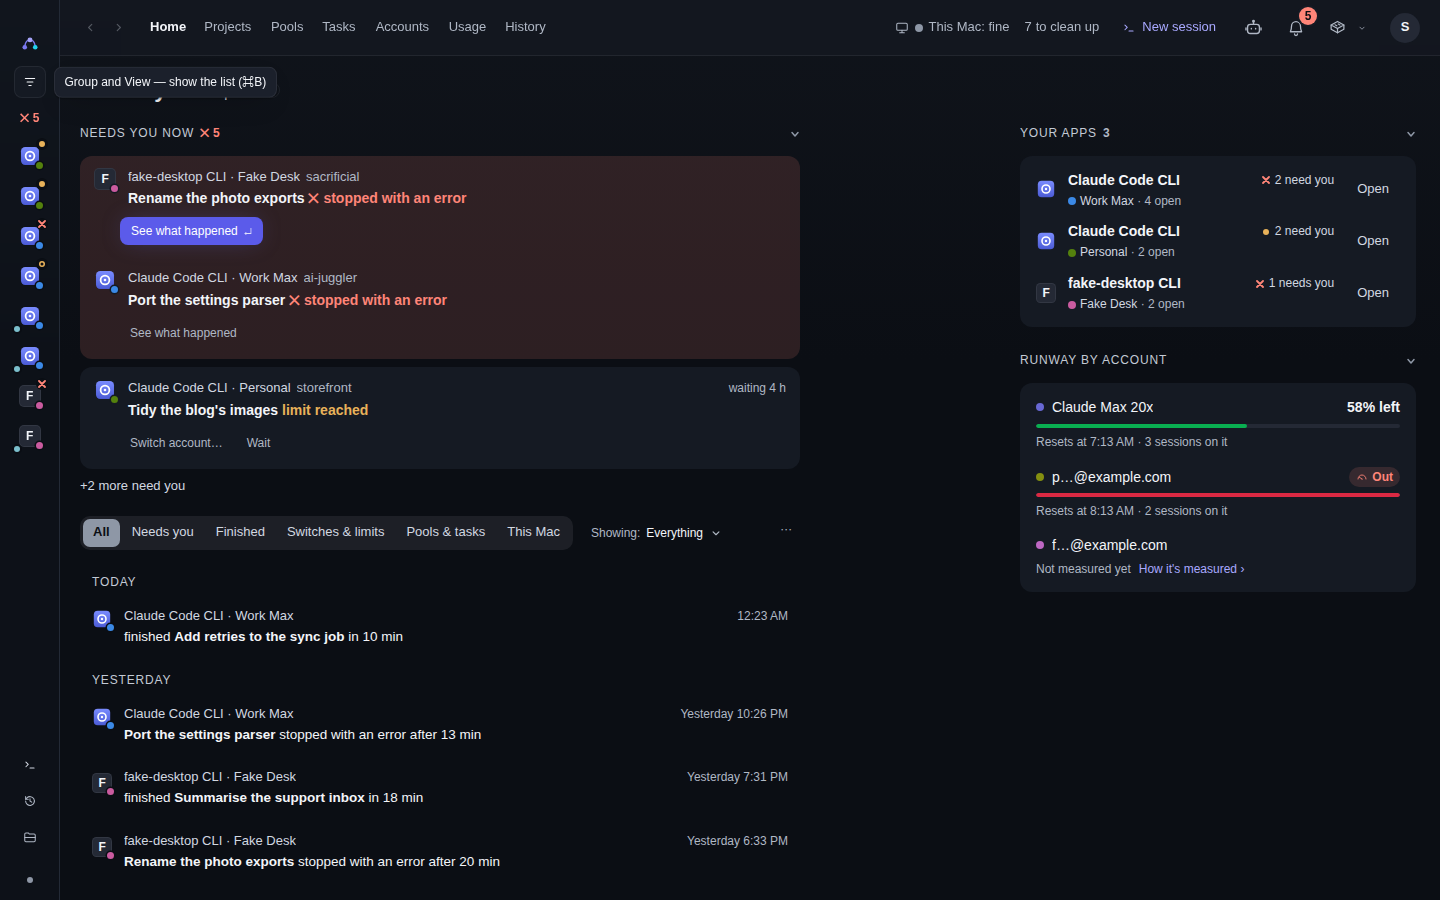 Home Projects Pools Tasks Accounts Usage History
This Mac: fine 7 to clean up New session 5 S
Group and View — show the list (⌘B)
5
NEEDS YOU NOW 5
F fake-desktop CLI · Fake Desk sacrificial
Rename the photo exports stopped with an error
See what happened
Claude Code CLI · Work Max ai-juggler
Port the settings parser stopped with an error
See what happened
Claude Code CLI · Personal storefront waiting 4 h
Tidy the blog's images limit reached
Switch account… Wait
+2 more need you
All Needs you Finished Switches & limits Pools & tasks This Mac Showing: Everything ···
TODAY
Claude Code CLI · Work Max 12:23 AM
finished Add retries to the sync job in 10 min
YESTERDAY
Claude Code CLI · Work Max Yesterday 10:26 PM
Port the settings parser stopped with an error after 13 min
F fake-desktop CLI · Fake Desk Yesterday 7:31 PM
finished Summarise the support inbox in 18 min
F fake-desktop CLI · Fake Desk Yesterday 6:33 PM
Rename the photo exports stopped with an error after 20 min
YOUR APPS 3
Claude Code CLI 2 need you Open
Work Max · 4 open
Claude Code CLI 2 need you Open
Personal · 2 open
F fake-desktop CLI 1 needs you Open
Fake Desk · 2 open
RUNWAY BY ACCOUNT
Claude Max 20x 58% left
Resets at 7:13 AM · 3 sessions on it
p…@example.com Out
Resets at 8:13 AM · 2 sessions on it
f…@example.com
Not measured yet How it's measured ›
F
F